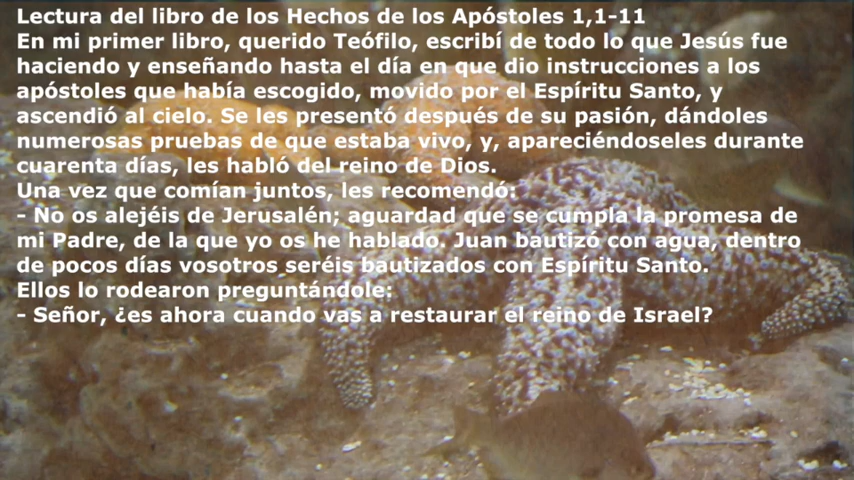 Lectura del libro de los Hechos de los Apóstoles 1,1-11
En mi primer libro, querido Teófilo, escribí de todo lo que Jesús fue
haciendo y enseñando hasta el día en que dio instrucciones a los
apóstoles que había escogido, movido por el Espíritu Santo, y
ascendió al cielo. Se les presentó después de su pasión, dándoles
numerosas pruebas de que estaba vivo, y, apareciéndoseles durante
cuarenta días, les habló del reino de Dios.
Una vez que comían juntos, les recomendó:
- No os alejéis de Jerusalén; aguardad que se cumpla la promesa de
mi Padre, de la que yo os he hablado. Juan bautizó con agua, dentro
de pocos días vosotros seréis bautizados con Espíritu Santo.
Ellos lo rodearon preguntándole:
- Señor, ¿es ahora cuando vas a restaurar el reino de Israel?